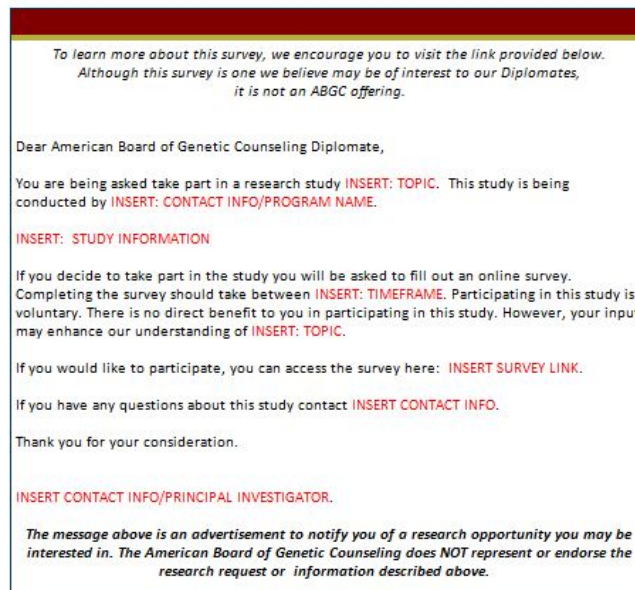 To learn more about this survey, we encourage you to visit the link provided below.
Although this survey is one we believe may be of interest to our Diplomates,
it is not an ABGC offering.
Dear American Board of Genetic Counseling Diplomate,
You are being asked take part in a research study INSERT: TOPIC. This study is being
conducted by INSERT: CONTACT INFO/PROGRAM NAME.
INSERT: STUDY INFORMATION
If you decide to take part in the study you will be asked to fill out an online survey.
Completing the survey should take between INSERT: TIMEFRAME. Participating in this study is
voluntary. There is no direct benefit to you in participating in this study. However, your input
may enhance our understanding of INSERT: TOPIC.
If you would like to participate, you can access the survey here: INSERT SURVEY LINK.
If you have any questions about this study contact INSERT CONTACT INFO.
Thank you for your consideration.
INSERT CONTACT INFO/PRINCIPAL INVESTIGATOR.
The message above is an advertisement to notify you of a research opportunity you may be
interested in. The American Board of Genetic Counseling does NOT represent or endorse the
research request or information described above.